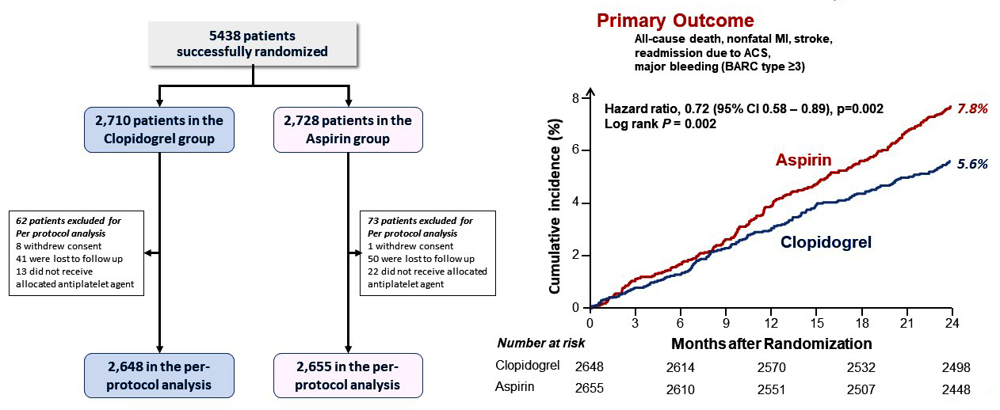 5438 patients
successfully randomized
2,710 patients in the
Clopidogrel group
2,728 patients in the
Aspirin group
62 patients excluded for
Per protocol analysis
8 withdrew consent
41 were lost to follow up
13 did not receive
allocated antiplatelet agent
73 patients excluded for
Per protocol analysis
1 withdrew consent
50 were lost to follow up
22 did not receive allocated
antiplatelet agent
2,648 in the per-
protocol analysis
2,655 in the per-
protocol analysis
Primary Outcome
All-cause death, nonfatal MI, stroke,
readmission due to ACS,
major bleeding (BARC type ≥3)
Hazard ratio, 0.72 (95% CI 0.58 – 0.89), p=0.002
Log rank P = 0.002
Cumulative incidence (%)
8
6
4
2
0
Aspirin
7.8%
Clopidogrel
5.6%
0 3 6 9 12 15 18 21 24
Months after Randomization
Number at risk
Clopidogrel 2648 2614 2570 2532 2498
Aspirin 2655 2610 2551 2507 2448